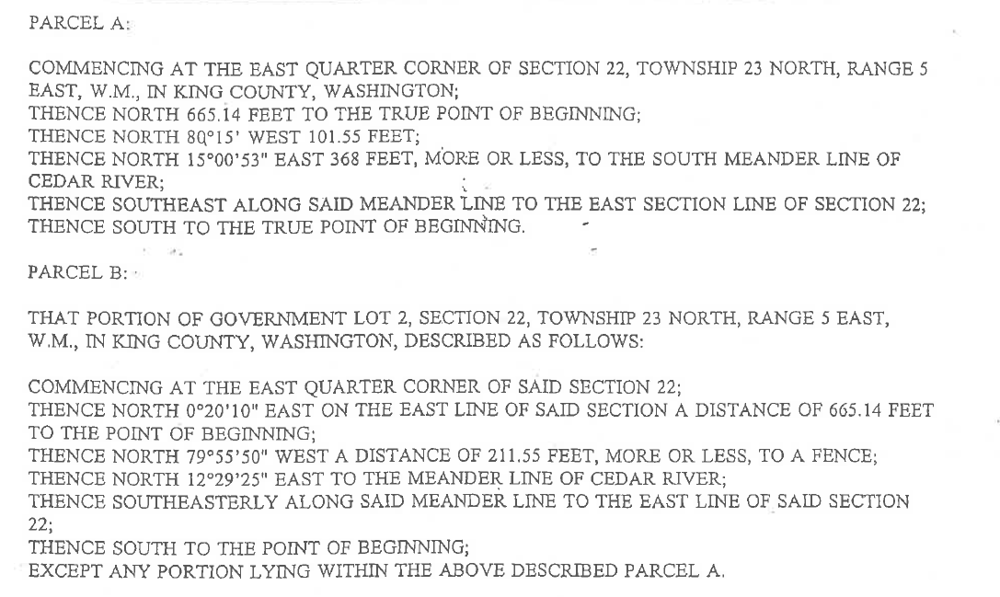 PARCEL A:
COMMENCING AT THE EAST QUARTER CORNER OF SECTION 22, TOWNSHIP 23 NORTH, RANGE 5
EAST, W.M., IN KING COUNTY, WASHINGTON;
THENCE NORTH 665.14 FEET TO THE TRUE POINT OF BEGINNING;
THENCE NORTH 80°15' WEST 101.55 FEET;
THENCE NORTH 15°00'53" EAST 368 FEET, MORE OR LESS, TO THE SOUTH MEANDER LINE OF
CEDAR RIVER;
THENCE SOUTHEAST ALONG SAID MEANDER LINE TO THE EAST SECTION LINE OF SECTION 22;
THENCE SOUTH TO THE TRUE POINT OF BEGINNING.
PARCEL B:
THAT PORTION OF GOVERNMENT LOT 2, SECTION 22, TOWNSHIP 23 NORTH, RANGE 5 EAST,
W.M., IN KING COUNTY, WASHINGTON, DESCRIBED AS FOLLOWS:
COMMENCING AT THE EAST QUARTER CORNER OF SAID SECTION 22;
THENCE NORTH 0°20'10" EAST ON THE EAST LINE OF SAID SECTION A DISTANCE OF 665.14 FEET
TO THE POINT OF BEGINNING;
THENCE NORTH 79°55'50" WEST A DISTANCE OF 211.55 FEET, MORE OR LESS, TO A FENCE;
THENCE NORTH 12°29'25" EAST TO THE MEANDER LINE OF CEDAR RIVER;
THENCE SOUTHEASTERLY ALONG SAID MEANDER LINE TO THE EAST LINE OF SAID SECTION
22;
THENCE SOUTH TO THE POINT OF BEGINNING;
EXCEPT ANY PORTION LYING WITHIN THE ABOVE DESCRIBED PARCEL A.